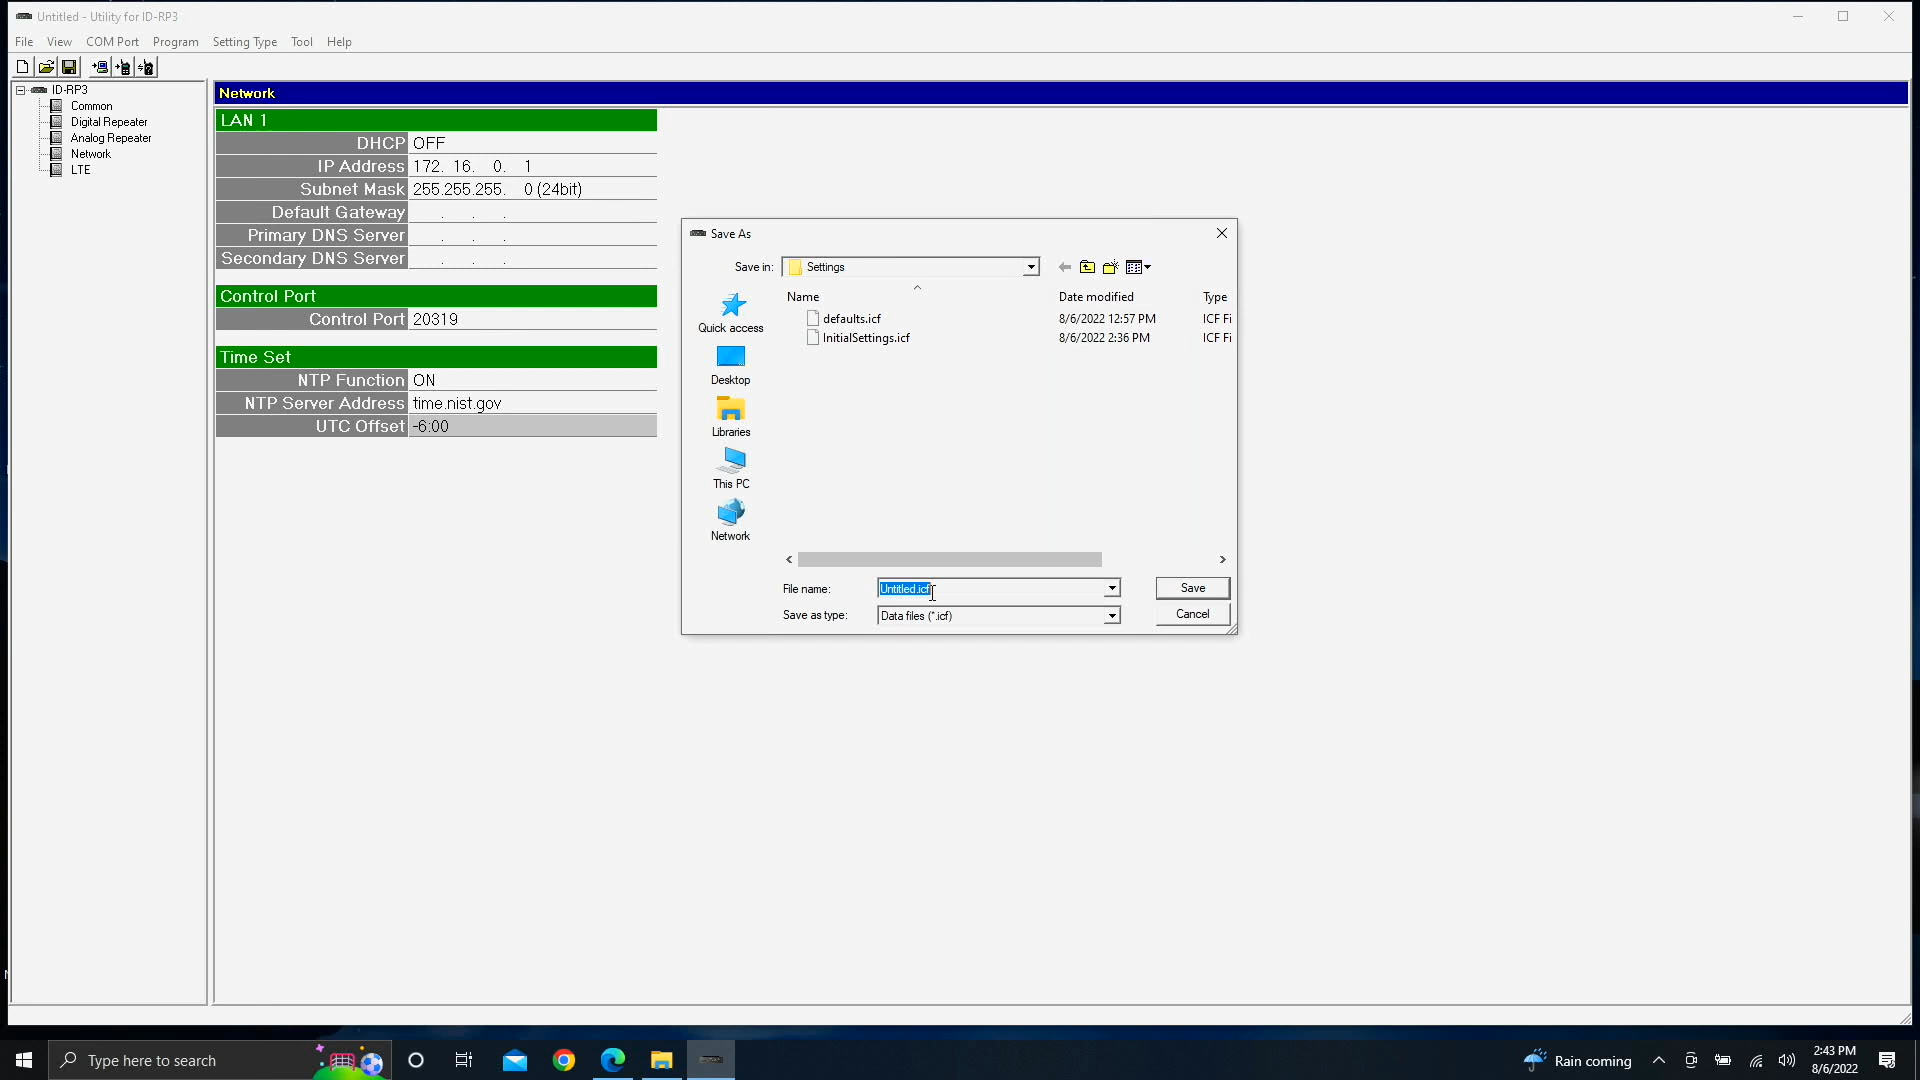 Untitled - Utility for ID-RP3
File View COM Port Program Setting Type Tool Help
ID-RP3
Common
Digital Repeater
Analog Repeater
Network
LTE
Network
LAN 1
DHCP OFF
IP Address 172. 16. 0. 1
Subnet Mask 255.255.255. 0 (24bit)
Default Gateway . . .
Primary DNS Server . . .
Secondary DNS Server . . .
Control Port
Control Port 20319
Time Set
NTP Function ON
NTP Server Address time.nist.gov
UTC Offset -6:00
Save As
Save in: Settings
Name Date modified Type
defaults.icf 8/6/2022 12:57 PM ICF Fi
InitialSettings.icf 8/6/2022 2:36 PM ICF Fi
Quick access
Desktop
Libraries
This PC
Network
File name: Untitled.icf Save
Save as type: Data files (*.icf) Cancel
Type here to search
Rain coming
2:43 PM
8/6/2022